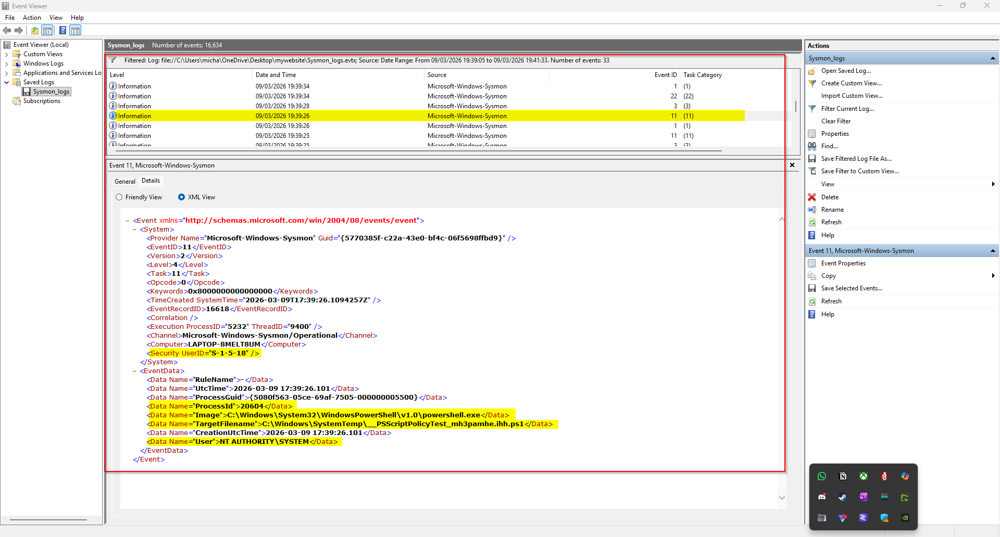 Event Viewer
File Action View Help
Event Viewer (Local)
Custom Views
Windows Logs
Applications and Services Lo
Saved Logs
Sysmon_logs
Subscriptions
Sysmon_logs Number of events: 16,634
Filtered: Log: file://C:\Users\micha\OneDrive\Desktop\mywebsite\Sysmon_logs.evtx; Source: Date Range: From 09/03/2026 19:39:05 to 09/03/2026 19:41:33. Number of events: 33
Level Date and Time Source Event ID Task Category
Information 09/03/2026 19:39:34 Microsoft-Windows-Sysmon 1 (1)
Information 09/03/2026 19:39:34 Microsoft-Windows-Sysmon 22 (22)
Information 09/03/2026 19:39:28 Microsoft-Windows-Sysmon 3 (3)
Information 09/03/2026 19:39:26 Microsoft-Windows-Sysmon 11 (11)
Information 09/03/2026 19:39:26 Microsoft-Windows-Sysmon 1 (1)
Information 09/03/2026 19:39:25 Microsoft-Windows-Sysmon 11 (11)
Information 09/03/2026 19:39:25 Microsoft-Windows-Sysmon 3 (3)
Event 11, Microsoft-Windows-Sysmon
General Details
Friendly View XML View
- <Event xmlns="http://schemas.microsoft.com/win/2004/08/events/event">
- <System>
<Provider Name="Microsoft-Windows-Sysmon" Guid="{5770385f-c22a-43e0-bf4c-06f5698ffbd9}" />
<EventID>11</EventID>
<Version>2</Version>
<Level>4</Level>
<Task>11</Task>
<Opcode>0</Opcode>
<Keywords>0x8000000000000000</Keywords>
<TimeCreated SystemTime="2026-03-09T17:39:26.1094257Z" />
<EventRecordID>16618</EventRecordID>
<Correlation />
<Execution ProcessID="5232" ThreadID="9400" />
<Channel>Microsoft-Windows-Sysmon/Operational</Channel>
<Computer>LAPTOP-8MELT8UM</Computer>
<Security UserID="S-1-5-18" />
</System>
- <EventData>
<Data Name="RuleName">-</Data>
<Data Name="UtcTime">2026-03-09 17:39:26.101</Data>
<Data Name="ProcessGuid">{5080f563-05ce-69af-7505-000000005500}</Data>
<Data Name="ProcessId">20604</Data>
<Data Name="Image">C:\Windows\System32\WindowsPowerShell\v1.0\powershell.exe</Data>
<Data Name="TargetFilename">C:\Windows\SystemTemp\__PSScriptPolicyTest_mh3pamhe.ihh.ps1</Data>
<Data Name="CreationUtcTime">2026-03-09 17:39:26.101</Data>
<Data Name="User">NT AUTHORITY\SYSTEM</Data>
</EventData>
</Event>
Actions
Sysmon_logs
Open Saved Log...
Create Custom View...
Import Custom View...
Filter Current Log...
Clear Filter
Properties
Find...
Save Filtered Log File As...
Save Filter to Custom View...
View
Delete
Rename
Refresh
Help
Event 11, Microsoft-Windows-Sysmon
Event Properties
Copy
Save Selected Events...
Refresh
Help